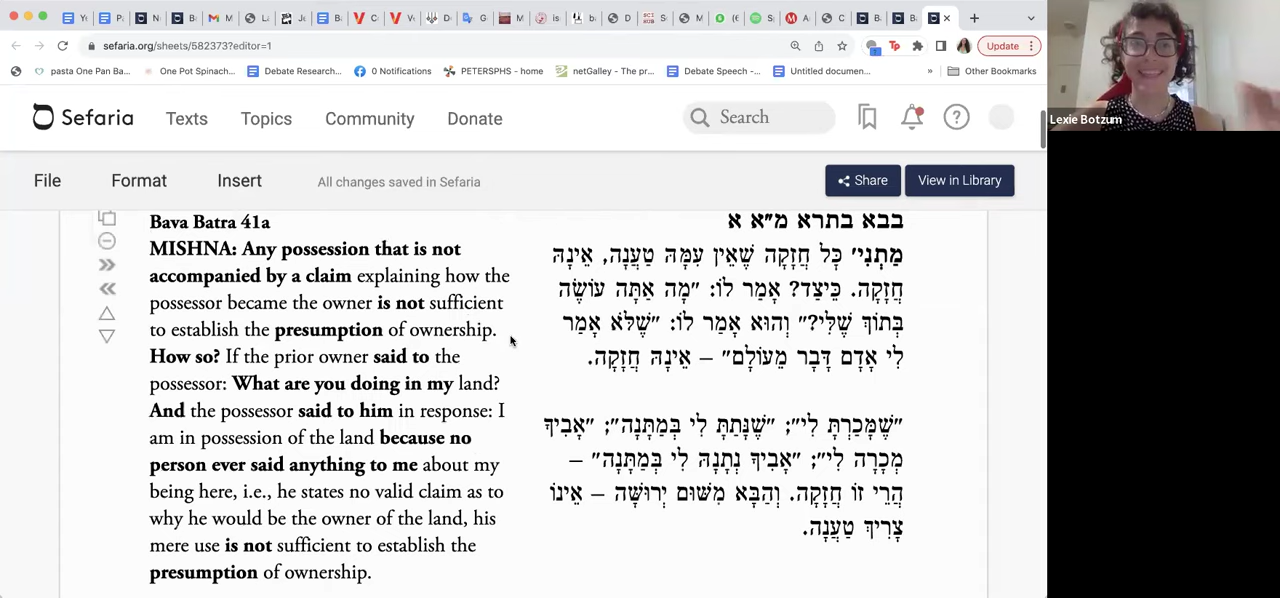 Yo
Pa
N
B
M
La
Je
B
C
Ve
D
G
M
is
b
D
S
M
(6
Sp
A
C
B
B
sefaria.org/sheets/582373?editor=1
Update
pasta One Pan Ba...
One Pot Spinach...
Debate Research...
0 Notifications
PETERSPHS - home
netGalley - The pr...
Debate Speech -...
Untitled documen...
»
Other Bookmarks
Sefaria
Texts
Topics
Community
Donate
Search
File
Format
Insert
All changes saved in Sefaria
Share
View in Library
Lexie Botzum
Bava Batra 41a
MISHNA: Any possession that is not
accompanied by a claim explaining how the
possessor became the owner is not sufficient
to establish the presumption of ownership.
How so? If the prior owner said to the
possessor: What are you doing in my land?
And the possessor said to him in response: I
am in possession of the land because no
person ever said anything to me about my
being here, i.e., he states no valid claim as to
why he would be the owner of the land, his
mere use is not sufficient to establish the
presumption of ownership.
בבא בתרא מ״א א
מַתְנִי׳ כׇּל חֲזָקָה שֶׁאֵין עִמָּהּ טַעֲנָה, אֵינָהּ
חֲזָקָה. כֵּיצַד? אָמַר לוֹ: ״מָה אַתָּה עוֹשֶׂה
בְּתוֹךְ שֶׁלִּי?״ וְהוּא אָמַר לוֹ: ״שֶׁלֹּא אָמַר
לִי אָדָם דָּבָר מֵעוֹלָם״ – אֵינָהּ חֲזָקָה.
״שֶׁמָּכַרְתָּ לִי״; ״שֶׁנָּתַתָּ לִי בְּמַתָּנָה״; ״אָבִיךָ
מְכָרָהּ לִי״; ״אָבִיךָ נְתָנָהּ לִי בְּמַתָּנָה״ –
הֲרֵי זוֹ חֲזָקָה. וְהַבָּא מִשּׁוּם יְרוּשָּׁה – אֵינוֹ
צָרִיךְ טַעֲנָה.